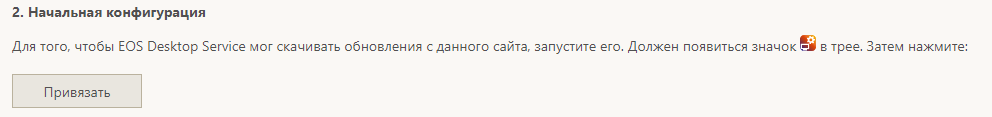 2. Начальная конфигурация
Для того, чтобы EOS Desktop Service мог скачивать обновления с данного сайта, запустите его. Должен появиться значок в трее. Затем нажмите:
Привязать